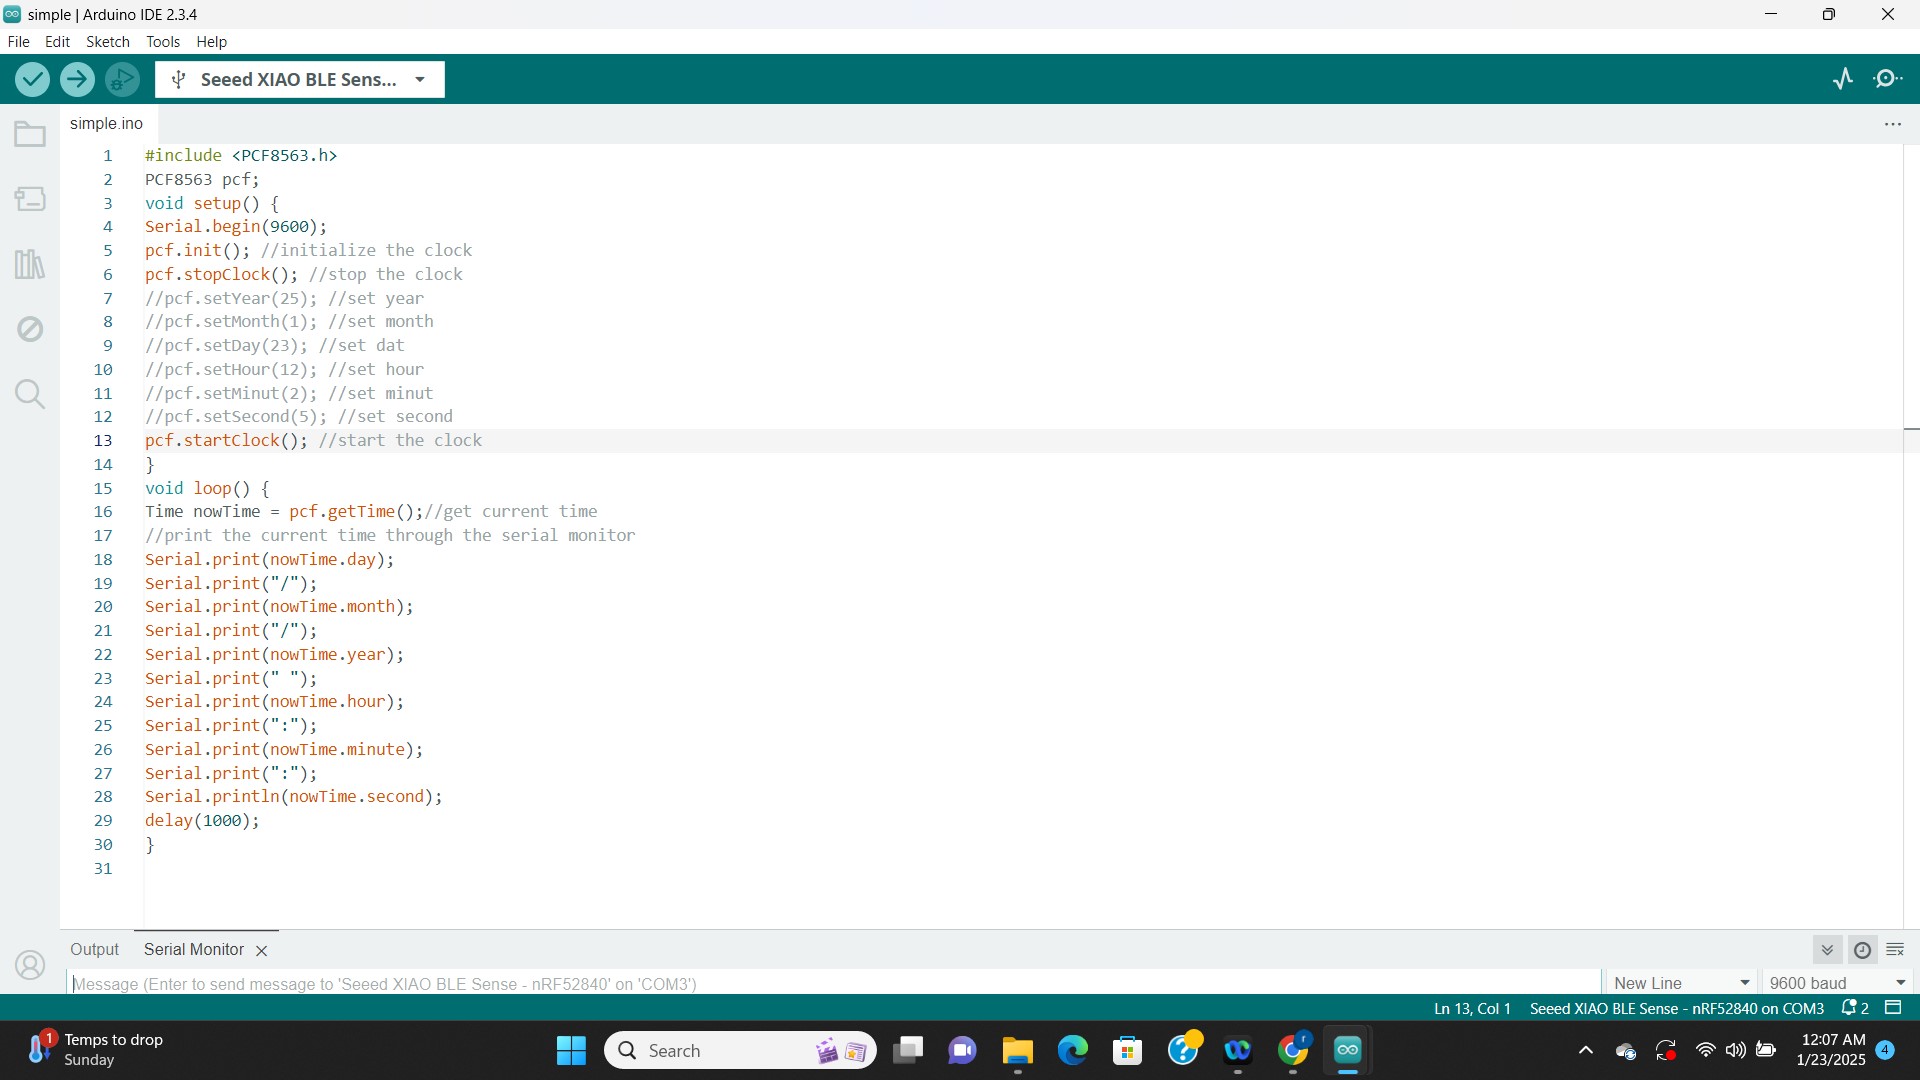 simple | Arduino IDE 2.3.4
File Edit Sketch Tools Help
Seeed XIAO BLE Sens...
simple.ino
1 #include <PCF8563.h>
2 PCF8563 pcf;
3 void setup() {
4 Serial.begin(9600);
5 pcf.init(); //initialize the clock
6 pcf.stopClock(); //stop the clock
7 //pcf.setYear(25); //set year
8 //pcf.setMonth(1); //set month
9 //pcf.setDay(23); //set dat
10 //pcf.setHour(12); //set hour
11 //pcf.setMinut(2); //set minut
12 //pcf.setSecond(5); //set second
13 pcf.startClock(); //start the clock
14 }
15 void loop() {
16 Time nowTime = pcf.getTime();//get current time
17 //print the current time through the serial monitor
18 Serial.print(nowTime.day);
19 Serial.print("/");
20 Serial.print(nowTime.month);
21 Serial.print("/");
22 Serial.print(nowTime.year);
23 Serial.print(" ");
24 Serial.print(nowTime.hour);
25 Serial.print(":");
26 Serial.print(nowTime.minute);
27 Serial.print(":");
28 Serial.println(nowTime.second);
29 delay(1000);
30 }
31
Output Serial Monitor
Message (Enter to send message to 'Seeed XIAO BLE Sense - nRF52840' on 'COM3') New Line 9600 baud
Ln 13, Col 1 Seeed XIAO BLE Sense - nRF52840 on COM3 2
1 Temps to drop
Sunday
Search
r
12:07 AM
1/23/2025
4